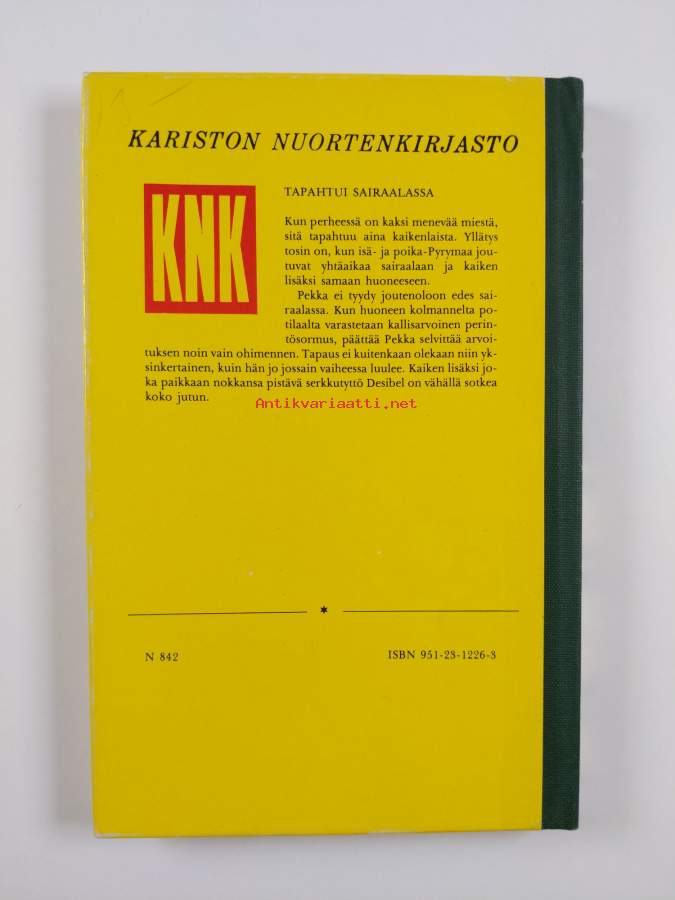 KARISTON NUORTENKIRJASTO
KNK
TAPAHTUI SAIRAALASSA
Kun perheessä on kaksi menevää miestä,
sitä tapahtuu aina kaikenlaista. Yllätys
tosin on, kun isä- ja poika-Pyrymaa jou-
tuvat yhtäaikaa sairaalaan ja kaiken
lisäksi samaan huoneeseen.
Pekka ei tyydy joutenoloon edes sai-
raalassa. Kun huoneen kolmannelta po-
tilaalta varastetaan kallisarvoinen perin-
tösormus, päättää Pekka selvittää arvoi-
tuksen noin vain ohimennen. Tapaus ei kuitenkaan olekaan niin yk-
sinkertainen, kuin hän jo jossain vaiheessa luulee. Kaiken lisäksi jo-
ka paikkaan nokkansa pistävä serkkutyttö Desibel on vähällä sotkea
koko jutun.
Antikvariaatti.net
N 842
ISBN 951-23-1226-3